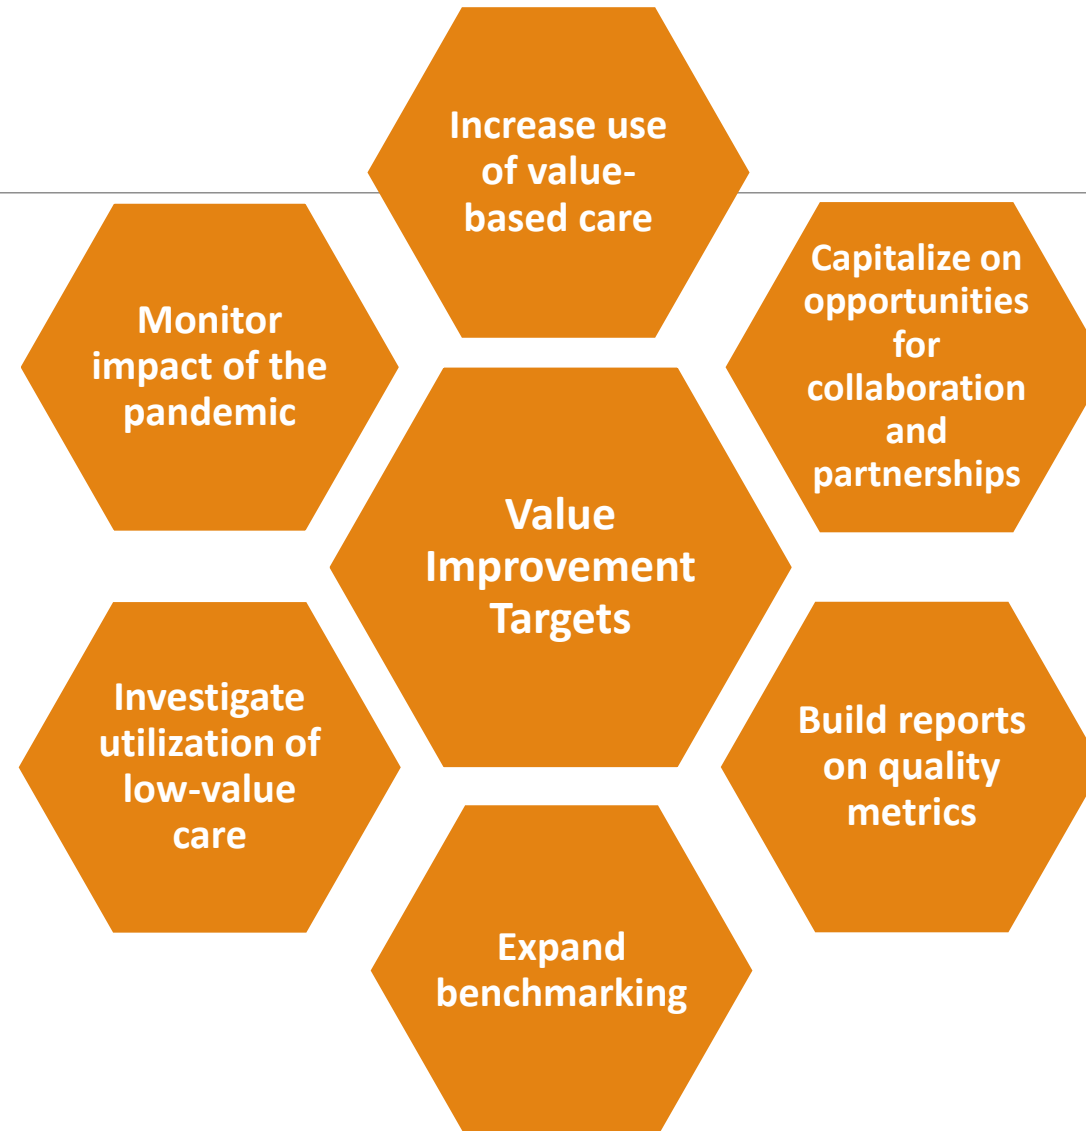 Increase use
of value-
based care
Capitalize on
opportunities
for
collaboration
and
partnerships
Monitor
impact of the
pandemic
Value
Improvement
Targets
Investigate
utilization of
low-value
care
Build reports
on quality
metrics
Expand
benchmarking